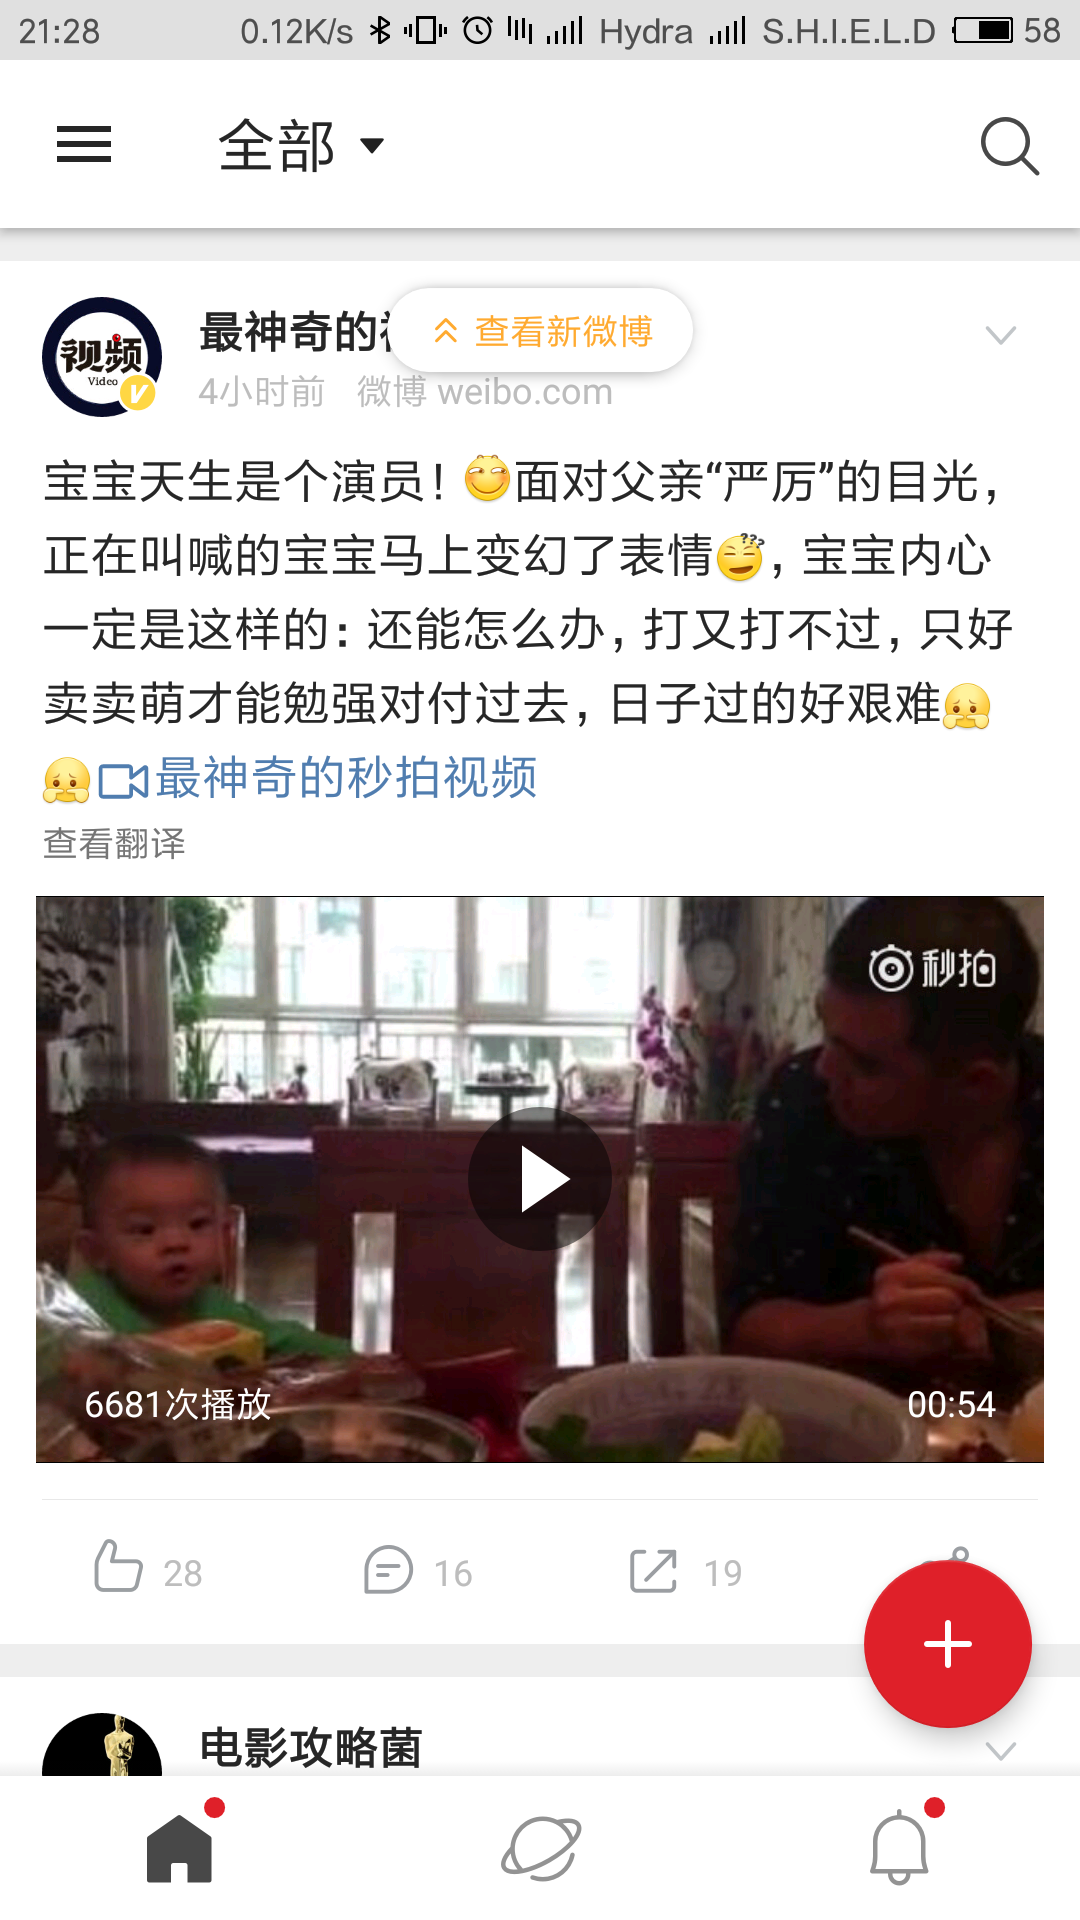 21:28 0.12K/s Hydra S.H.I.E.L.D 58
全部
最神奇的
查看新微博
视频
Video
V
4小时前 微博 weibo.com
宝宝天生是个演员！面对父亲“严厉”的目光，
正在叫喊的宝宝马上变幻了表情，宝宝内心
一定是这样的：还能怎么办，打又打不过，只好
卖卖萌才能勉强对付过去，日子过的好艰难
最神奇的秒拍视频
查看翻译
秒拍
6681次播放 00:54
28 16 19
电影攻略菌